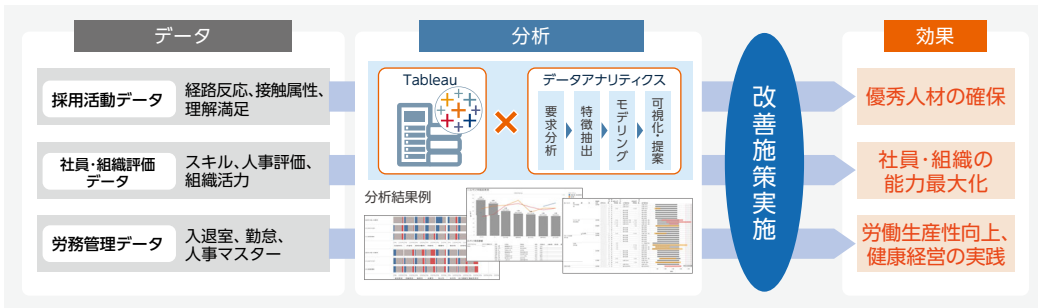 データ
採用活動データ
経路反応、接触属性、
理解満足
社員・組織評価
データ
スキル、人事評価、
組織活力
労務管理データ
入退室、勤怠、
人事マスター
分析
Tableau
データアナリティクス
要求分析
特徴抽出
モデリング
可視化・提案
分析結果例
改善施策実施
効果
優秀人材の確保
社員・組織の
能力最大化
労働生産性向上、
健康経営の実践